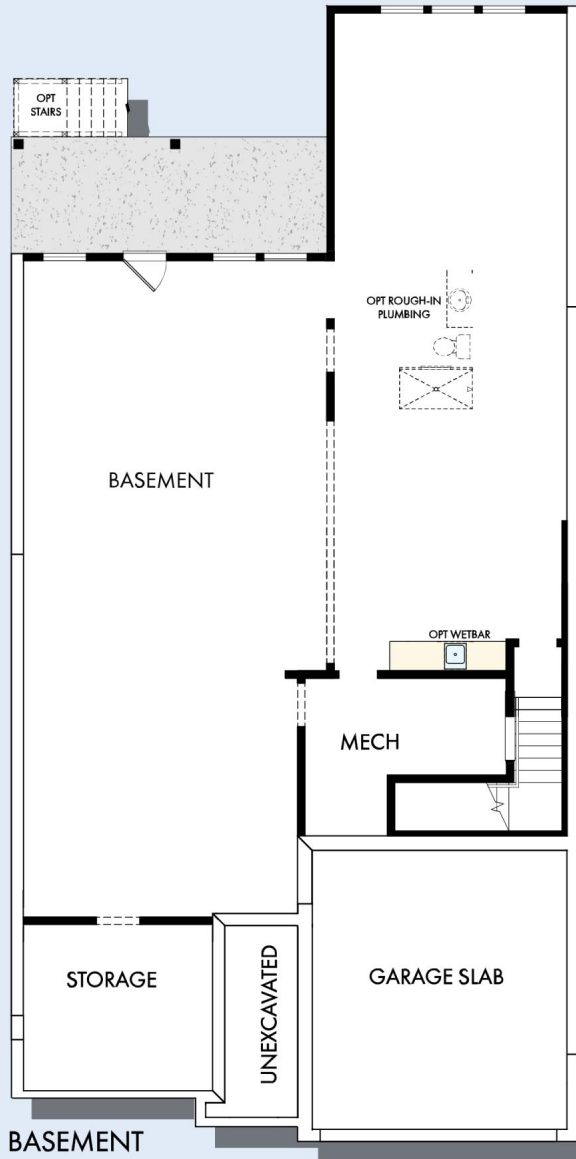 OPT
STAIRS
OPT ROUGH-IN
PLUMBING
BASEMENT
OPT WETBAR
MECH
STORAGE
UNEXCAVATED
GARAGE SLAB
BASEMENT